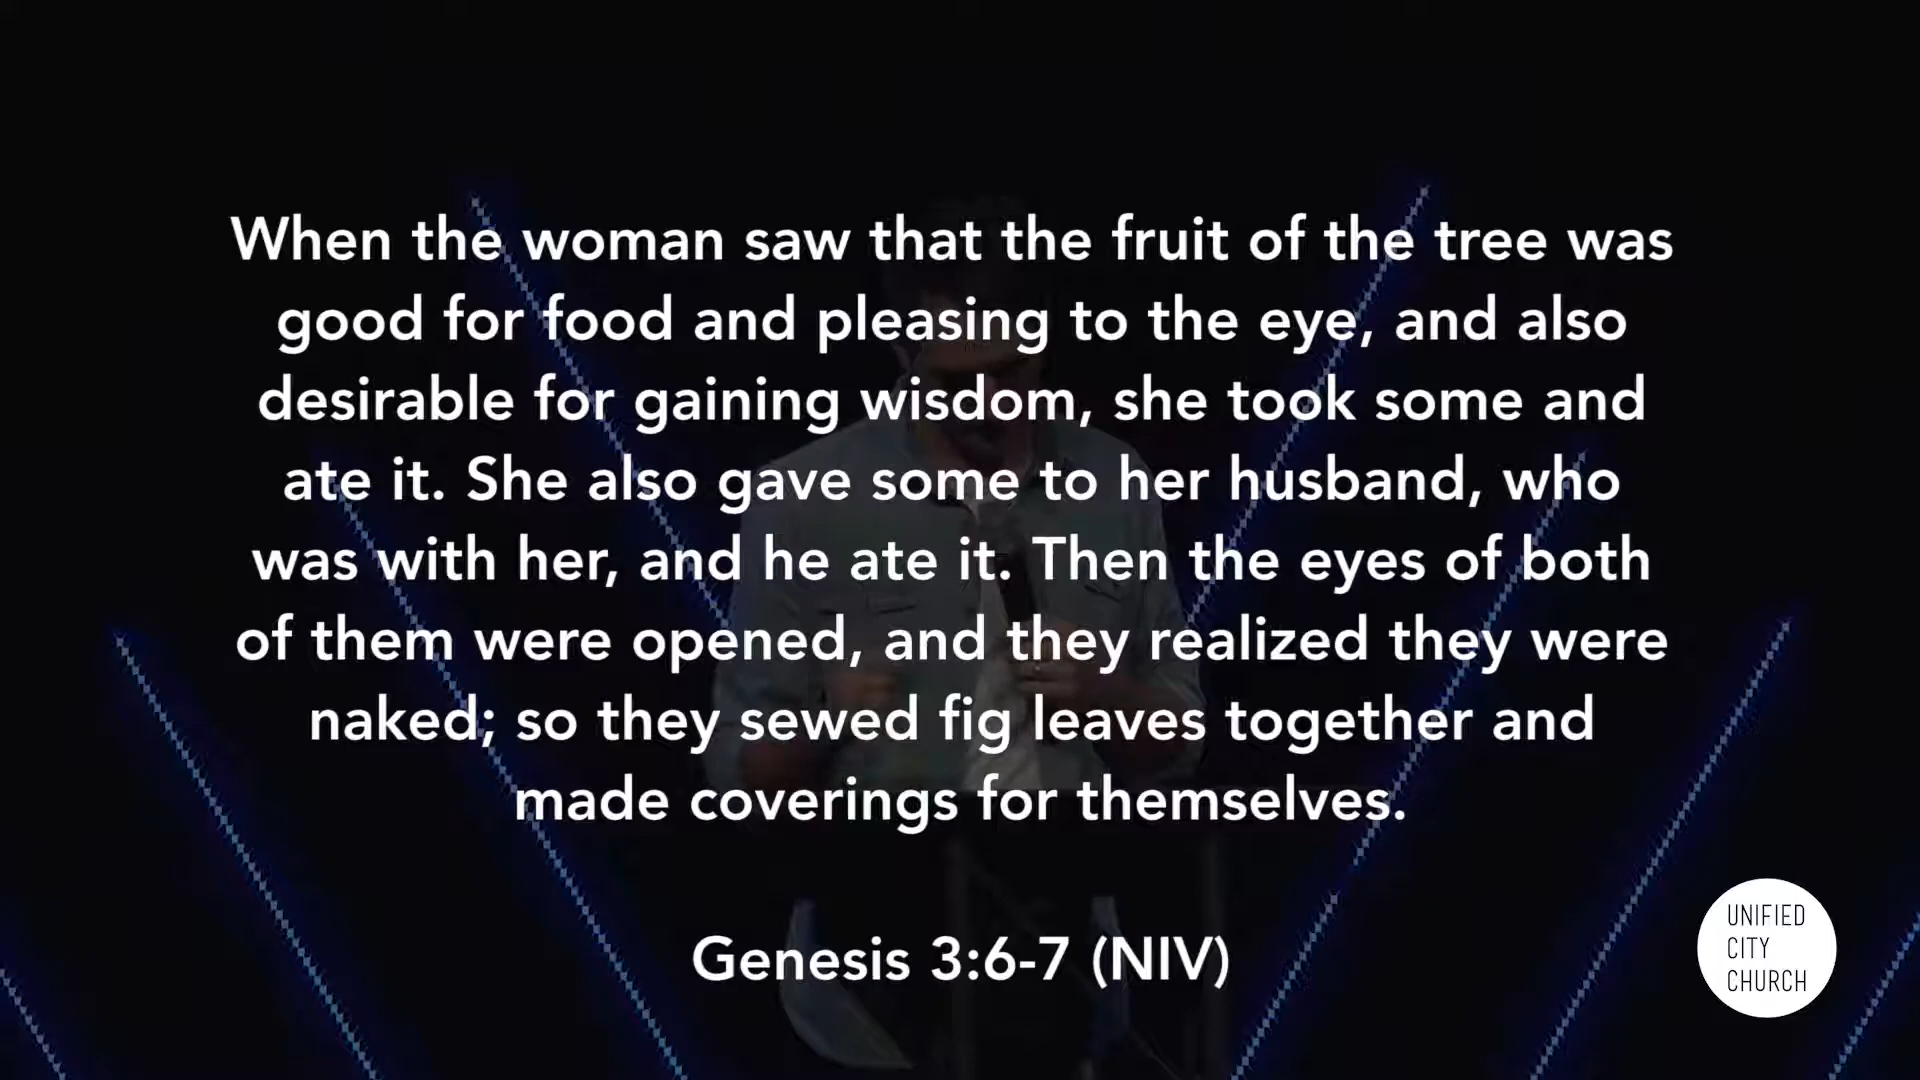 When the woman saw that the fruit of the tree was
good for food and pleasing to the eye, and also
desirable for gaining wisdom, she took some and
ate it. She also gave some to her husband, who
was with her, and he ate it. Then the eyes of both
of them were opened, and they realized they were
naked; so they sewed fig leaves together and
made coverings for themselves.
Genesis 3:6-7 (NIV)
UNIFIED
CITY
CHURCH